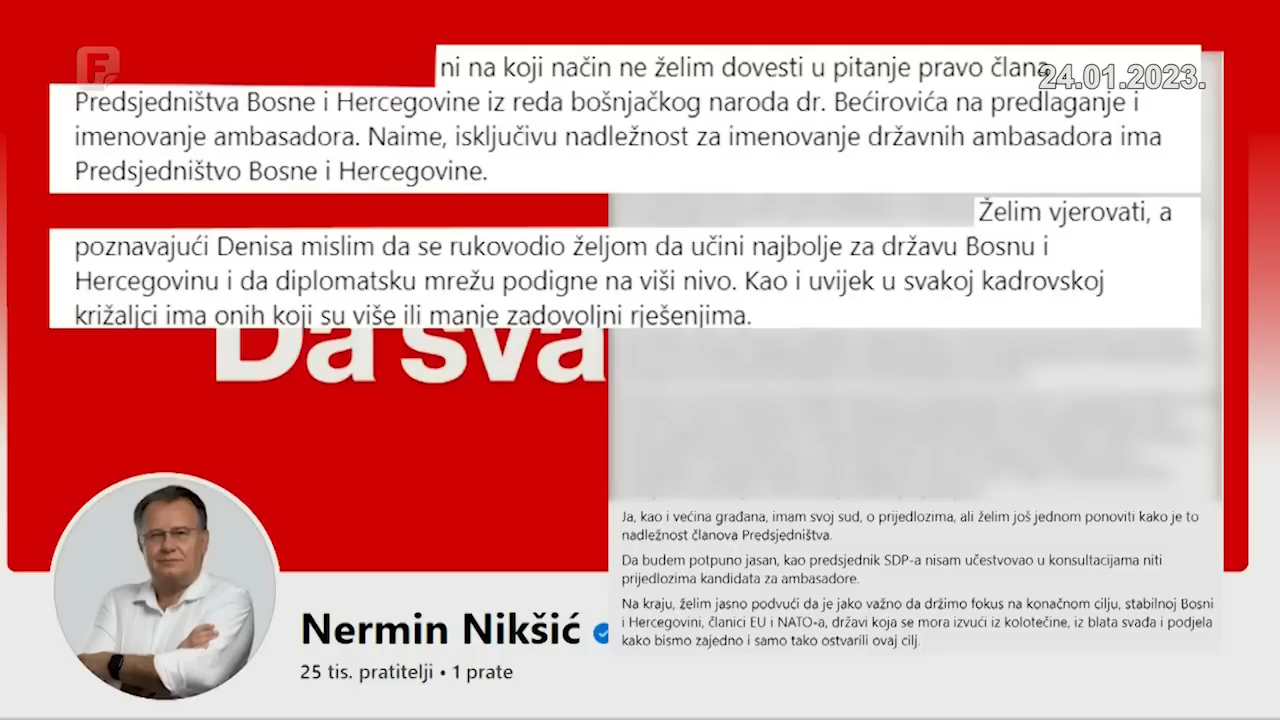 24.01.2023.
ni na koji način ne želim dovesti u pitanje pravo člana
Predsjedništva Bosne i Hercegovine iz reda bošnjačkog naroda dr. Bećirovića na predlaganje i
imenovanje ambasadora. Naime, isključivu nadležnost za imenovanje državnih ambasadora ima
Predsjedništvo Bosne i Hercegovine.
Želim vjerovati, a
poznavajući Denisa mislim da se rukovodio željom da učini najbolje za državu Bosnu i
Hercegovinu i da diplomatsku mrežu podigne na viši nivo. Kao i uvijek u svakoj kadrovskoj
križaljci ima onih koji su više ili manje zadovoljni rješenjima.
Da sva
Ja, kao i većina građana, imam svoj sud, o prijedlozima, ali želim još jednom ponoviti kako je to
nadležnost članova Predsjedništva.
Da budem potpuno jasan, kao predsjednik SDP-a nisam učestvovao u konsultacijama niti
prijedlozima kandidata za ambasadore.
Na kraju, želim jasno podvući da je jako važno da držimo fokus na konačnom cilju, stabilnoj Bosni
i Hercegovini, članici EU i NATO-a, državi koja se mora izvući iz kolotečine, iz blata svađa i podjela
kako bismo zajedno i samo tako ostvarili ovaj cilj.
Nermin Nikšić
25 tis. pratitelji • 1 prate